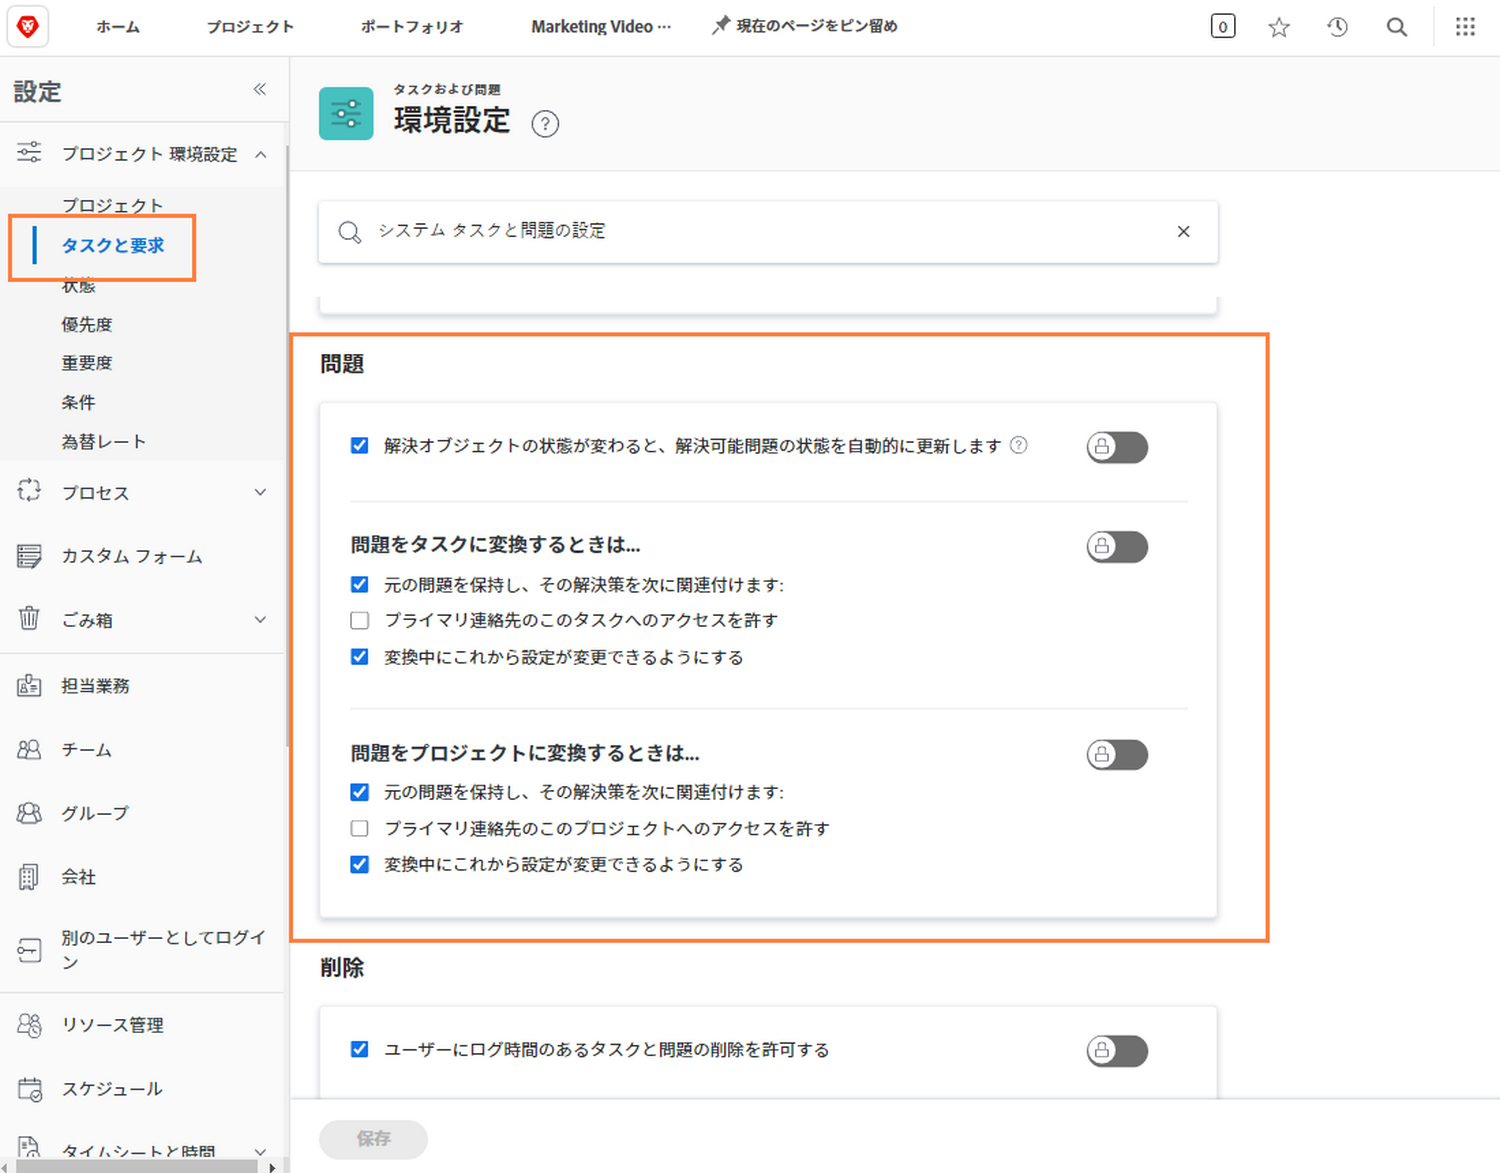 ホーム
プロジェクト
ポートフォリオ
Marketing Video ···
現在のページをピン留め
0
設定
プロジェクト 環境設定
プロジェクト
タスクと要求
状態
優先度
重要度
条件
為替レート
プロセス
カスタム フォーム
ごみ箱
担当業務
チーム
グループ
会社
別のユーザーとしてログイ
ン
リソース管理
スケジュール
タイムシートと時間
タスクおよび問題
環境設定
システム タスクと問題の設定
問題
解決オブジェクトの状態が変わると、解決可能問題の状態を自動的に更新します
問題をタスクに変換するときは...
元の問題を保持し、その解決策を次に関連付けます:
プライマリ連絡先のこのタスクへのアクセスを許す
変換中にこれから設定が変更できるようにする
問題をプロジェクトに変換するときは...
元の問題を保持し、その解決策を次に関連付けます:
プライマリ連絡先のこのプロジェクトへのアクセスを許す
変換中にこれから設定が変更できるようにする
削除
ユーザーにログ時間のあるタスクと問題の削除を許可する
保存